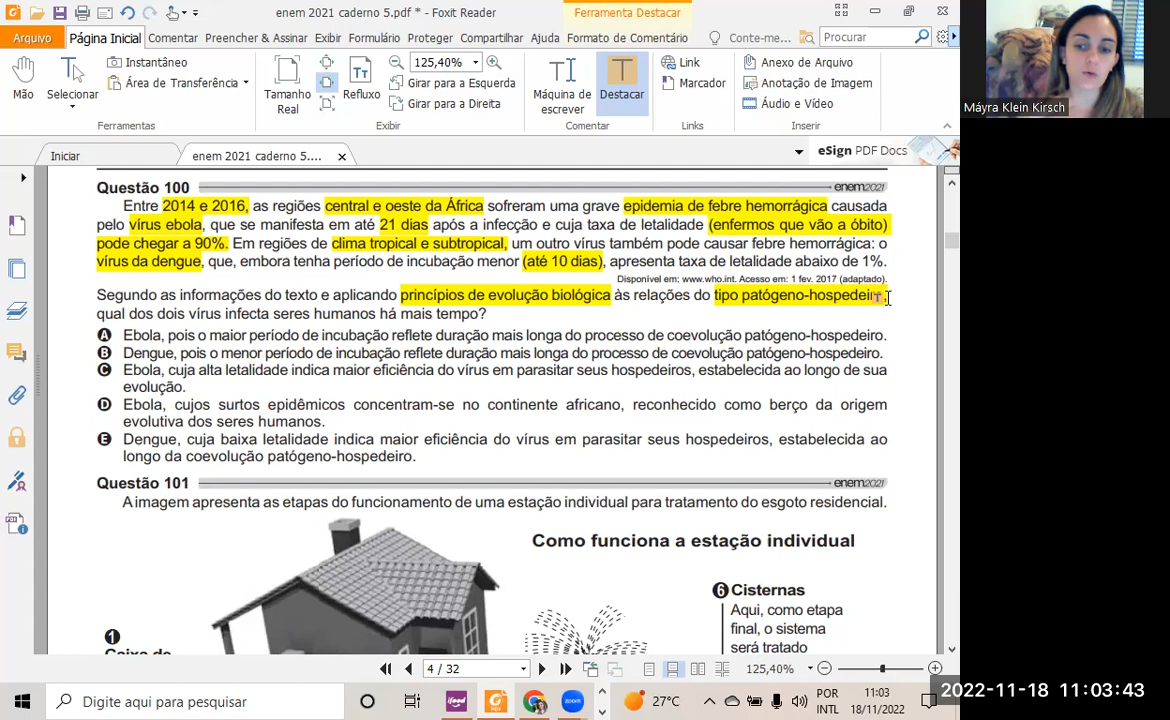 enem 2021 caderno 5.pdf * - Foxit Reader
Ferramenta Destacar
Arquivo Página Inicial Comentar Preencher & Assinar Exibir Formulário Proteger Compartilhar Ajuda Formato de Comentário Conte-me... Procurar
Mão
Selecionar
Instantâneo
Área de Transferência
Ferramentas
Tamanho Real
Refluxo
125,40%
Girar para a Esquerda
Girar para a Direita
Exibir
Máquina de escrever
Destacar
Comentar
Link
Marcador
Links
Anexo de Arquivo
Anotação de Imagem
Áudio e Vídeo
Inserir
Máyra Klein Kirsch
Iniciar
enem 2021 caderno 5....
eSign PDF Docs
Questão 100 enem2021
Entre 2014 e 2016, as regiões central e oeste da África sofreram uma grave epidemia de febre hemorrágica causada
pelo vírus ebola, que se manifesta em até 21 dias após a infecção e cuja taxa de letalidade (enfermos que vão a óbito)
pode chegar a 90%. Em regiões de clima tropical e subtropical, um outro vírus também pode causar febre hemorrágica: o
vírus da dengue, que, embora tenha período de incubação menor (até 10 dias), apresenta taxa de letalidade abaixo de 1%.
Disponível em: www.who.int. Acesso em: 1 fev. 2017 (adaptado).
Segundo as informações do texto e aplicando princípios de evolução biológica às relações do tipo patógeno-hospedeiro,
qual dos dois vírus infecta seres humanos há mais tempo?
A Ebola, pois o maior período de incubação reflete duração mais longa do processo de coevolução patógeno-hospedeiro.
B Dengue, pois o menor período de incubação reflete duração mais longa do processo de coevolução patógeno-hospedeiro.
C Ebola, cuja alta letalidade indica maior eficiência do vírus em parasitar seus hospedeiros, estabelecida ao longo de sua
evolução.
D Ebola, cujos surtos epidêmicos concentram-se no continente africano, reconhecido como berço da origem
evolutiva dos seres humanos.
E Dengue, cuja baixa letalidade indica maior eficiência do vírus em parasitar seus hospedeiros, estabelecida ao
longo da coevolução patógeno-hospedeiro.
Questão 101 enem2021
A imagem apresenta as etapas do funcionamento de uma estação individual para tratamento do esgoto residencial.
Como funciona a estação individual
6 Cisternas
Aqui, como etapa
final, o sistema
será tratado
1
Caixa de
4 / 32
125,40%
Digite aqui para pesquisar
27°C
POR
INTL
11:03
18/11/2022
2022-11-18 11:03:43